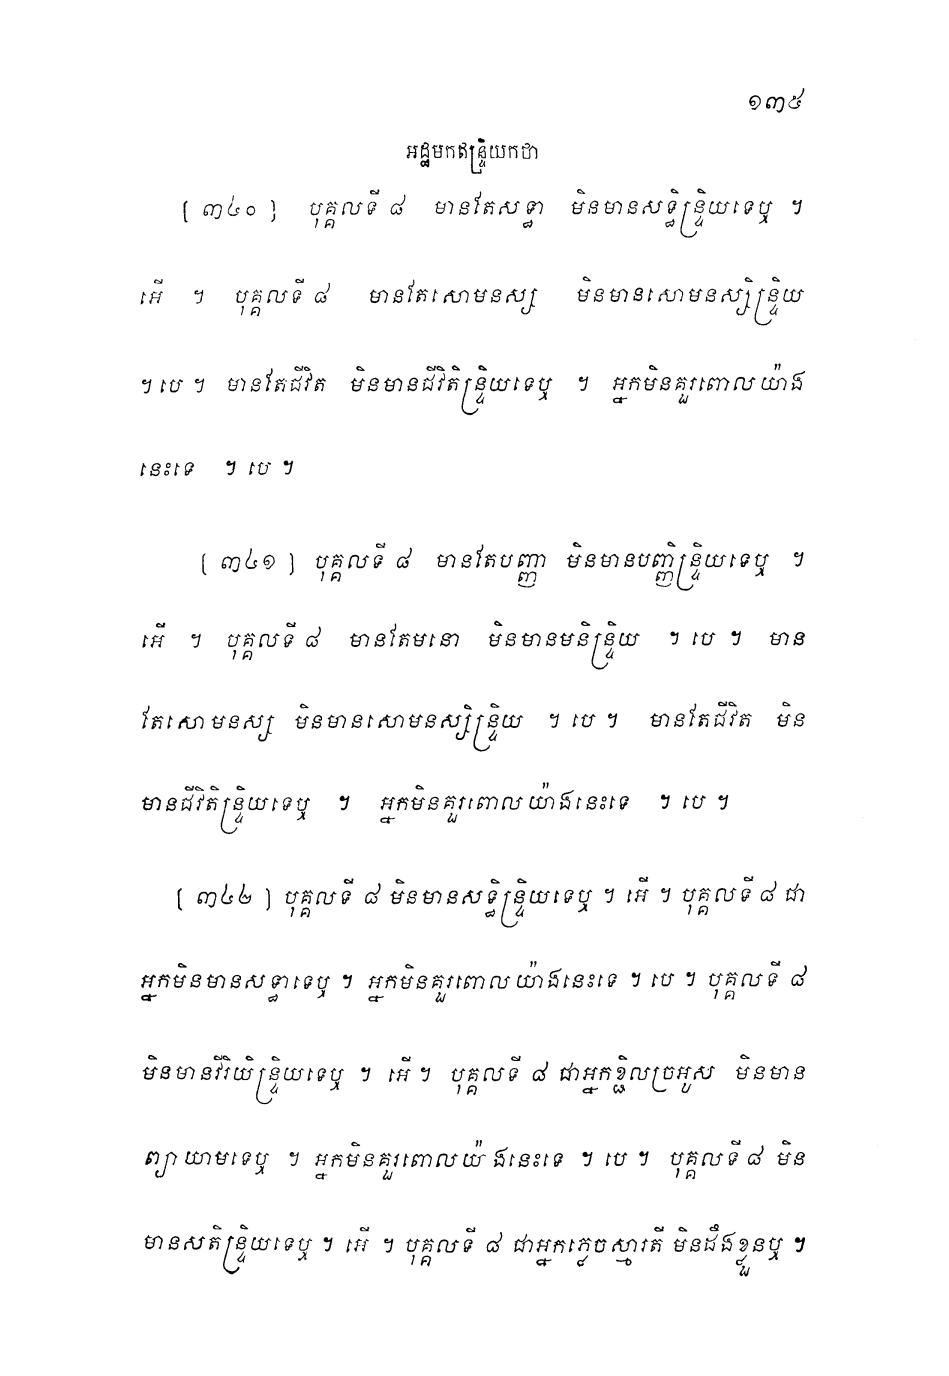 ១៣៥
អដ្ឋមកឥន្ទ្រិយកថា
[ ៣៤០ ] បុគ្គលទី ៨ មានតែសទ្ធា មិនមានសទ្ធិន្ទ្រិយទេឬ ។
អើ ។ បុគ្គលទី ៨ មានតែសោមនស្ស មិនមានសោមនស្សិន្ទ្រិយ
។ បេ ។ មានតែជីវិត មិនមានជីវិតិន្ទ្រិយទេឬ ។ អ្នកមិនគួរពោលយ៉ាង
នេះទេ ។ បេ ។
[ ៣៤១ ] បុគ្គលទី ៨ មានតែបញ្ញា មិនមានបញ្ញិន្ទ្រិយទេឬ ។
អើ ។ បុគ្គលទី ៨ មានតែមនោ មិនមានមនិន្ទ្រិយ ។ បេ ។ មាន
តែសោមនស្ស មិនមានសោមនស្សិន្ទ្រិយ ។ បេ ។ មានតែជីវិត មិន
មានជីវិតិន្ទ្រិយទេឬ ។ អ្នកមិនគួរពោលយ៉ាងនេះទេ ។ បេ ។
[ ៣៤២ ] បុគ្គលទី ៨ មិនមានសទ្ធិន្ទ្រិយទេឬ ។ អើ ។ បុគ្គលទី ៨ ជា
អ្នកមិនមានសទ្ធាទេឬ ។ អ្នកមិនគួរពោលយ៉ាងនេះទេ ។ បេ ។ បុគ្គលទី ៨
មិនមានវីរិយិន្ទ្រិយទេឬ ។ អើ ។ បុគ្គលទី ៨ ជាអ្នកខ្ជិលច្រអូស មិនមាន
ព្យាយាមទេឬ ។ អ្នកមិនគួរពោលយ៉ាងនេះទេ ។ បេ ។ បុគ្គលទី ៨ មិន
មានសតិន្ទ្រិយទេឬ ។ អើ ។ បុគ្គលទី ៨ ជាអ្នកភ្លេចស្មារតី មិនដឹងខ្លួនឬ ។